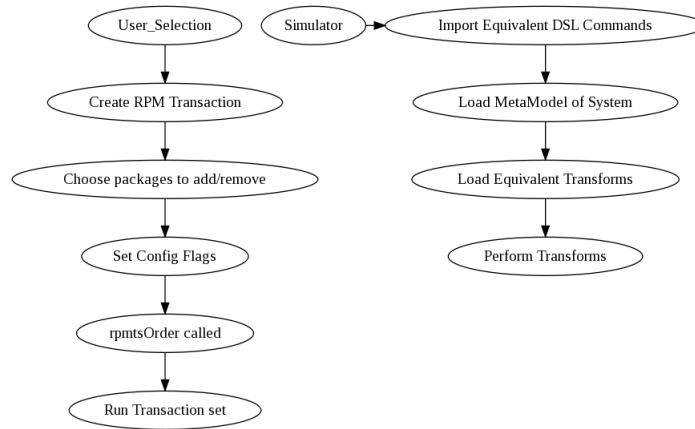 User_Selection
Simulator
Import Equivalent DSL Commands
Create RPM Transaction
Load MetaModel of System
Choose packages to add/remove
Load Equivalent Transforms
Set Config Flags
Perform Transforms
rpmtsOrder called
Run Transaction set